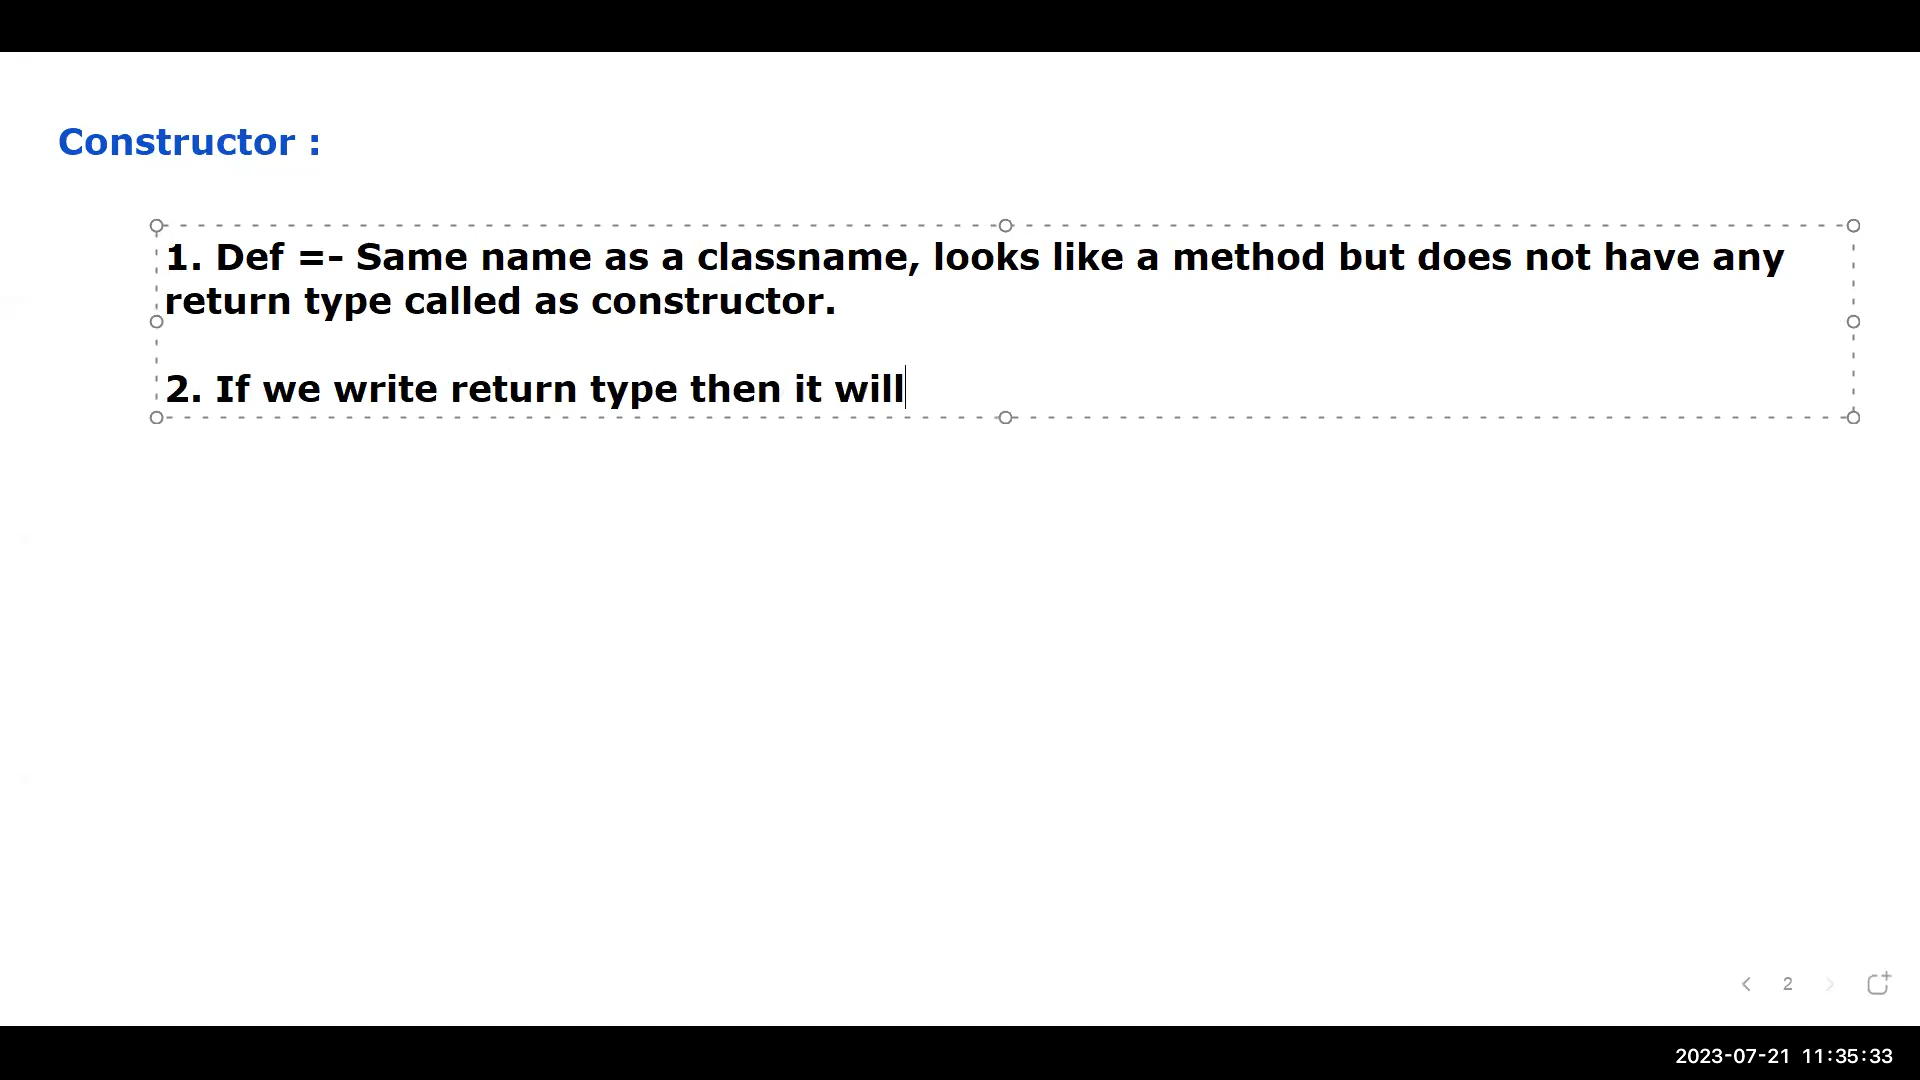 Constructor :
1. Def =- Same name as a classname, looks like a method but does not have any
return type called as constructor.
2. If we write return type then it will
2
2023-07-21 11:35:33